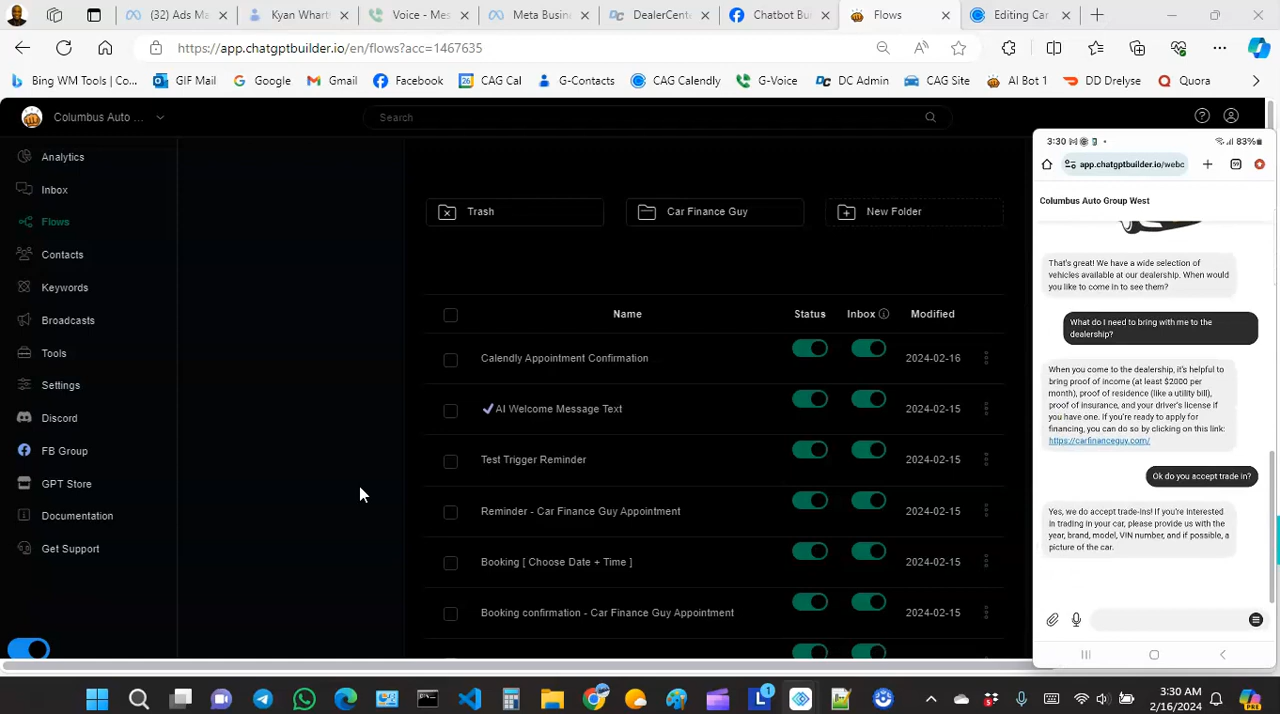 (32) Ads Ma
Kyan Whart
Voice - Mes
Meta Busin
DealerCent
Chatbot Bu
Flows
Editing Car
https://app.chatgptbuilder.io/en/flows?acc=1467635
Bing WM Tools | Co...
GIF Mail
Google
Gmail
Facebook
CAG Cal
G-Contacts
CAG Calendly
G-Voice
DC Admin
CAG Site
AI Bot 1
DD Drelyse
Quora
Columbus Auto ...
Search
Analytics
Inbox
Flows
Contacts
Keywords
Broadcasts
Tools
Settings
Discord
FB Group
GPT Store
Documentation
Get Support
Trash
Car Finance Guy
New Folder
Name Status Inbox Modified
Calendly Appointment Confirmation 2024-02-16
✔AI Welcome Message Text 2024-02-15
Test Trigger Reminder 2024-02-15
Reminder - Car Finance Guy Appointment 2024-02-15
Booking [ Choose Date + Time ] 2024-02-15
Booking confirmation - Car Finance Guy Appointment 2024-02-15
3:30 83%
app.chatgptbuilder.io/webc
59
Columbus Auto Group West
That's great! We have a wide selection of
vehicles available at our dealership. When would
you like to come in to see them?
What do I need to bring with me to the
dealership?
When you come to the dealership, it's helpful to
bring proof of income (at least $2000 per
month), proof of residence (like a utility bill),
proof of insurance, and your driver's license if
you have one. If you're ready to apply for
financing, you can do so by clicking on this link:
https://carfinanceguy.com/
Ok do you accept trade in?
Yes, we do accept trade-ins! If you're interested
in trading in your car, please provide us with the
year, brand, model, VIN number, and if possible, a
picture of the car.
3:30 AM
2/16/2024